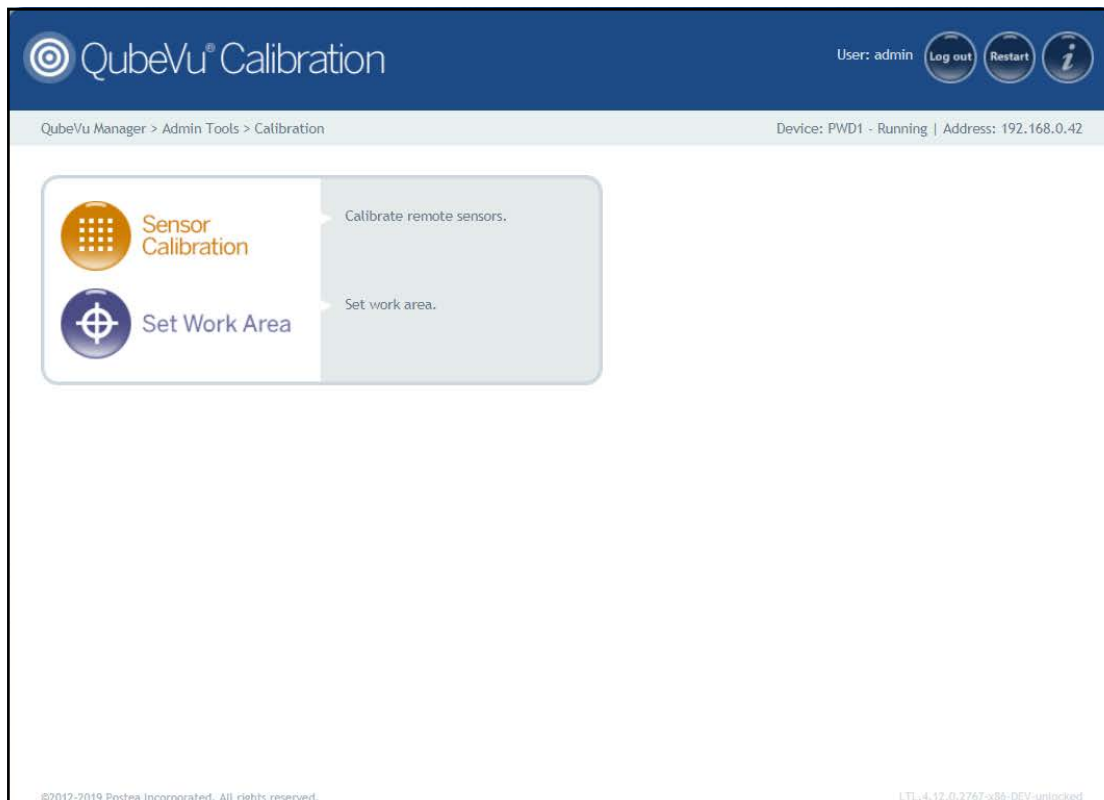 QubeVu® Calibration
User: admin
Log out
Restart
i
QubeVu Manager > Admin Tools > Calibration
Device: PWD1 - Running | Address: 192.168.0.42
Sensor
Calibration
Calibrate remote sensors.
Set Work Area
Set work area.
©2012-2019 Postea Incorporated. All rights reserved.
LTL-4.12.0.2767-x86-DEV-unlocked